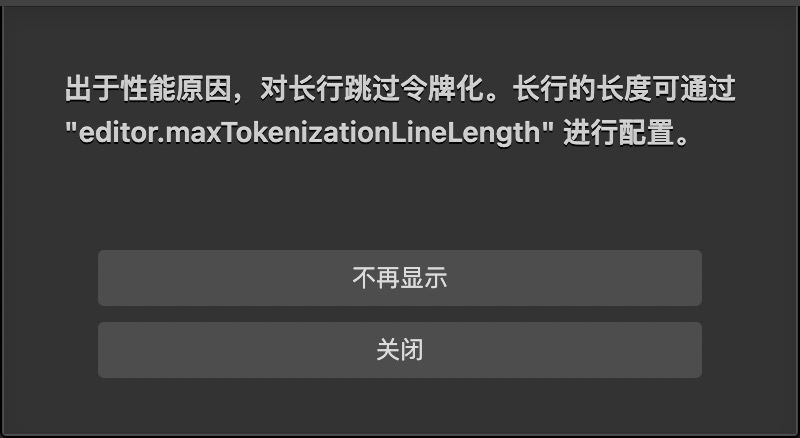 出于性能原因，对长行跳过令牌化。长行的长度可通过
"editor.maxTokenizationLineLength" 进行配置。
不再显示
关闭